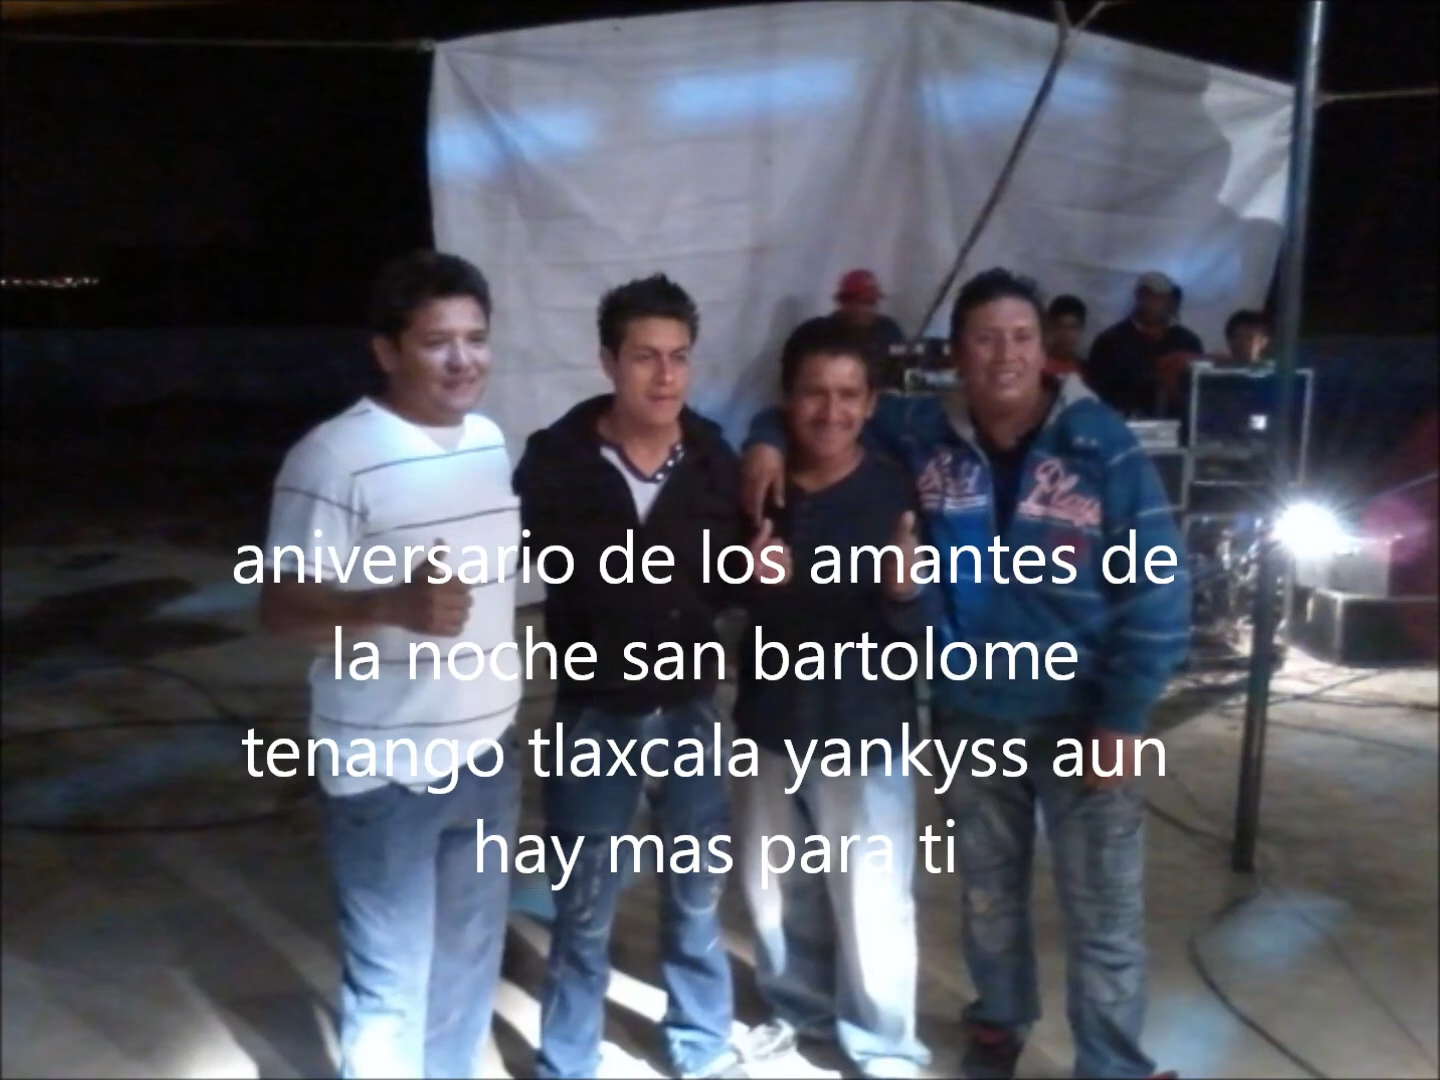 aniversario de los amantes de
la noche san bartolome
tenango tlaxcala yankyss aun
hay mas para ti